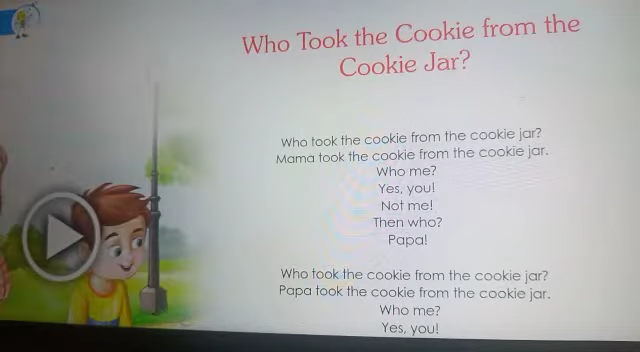 Who Took the Cookie from the
Cookie Jar?
Who took the cookie from the cookie jar?
Mama took the cookie from the cookie jar.
Who me?
Yes, you!
Not me!
Then who?
Papa!
Who took the cookie from the cookie jar?
Papa took the cookie from the cookie jar.
Who me?
Yes, you!